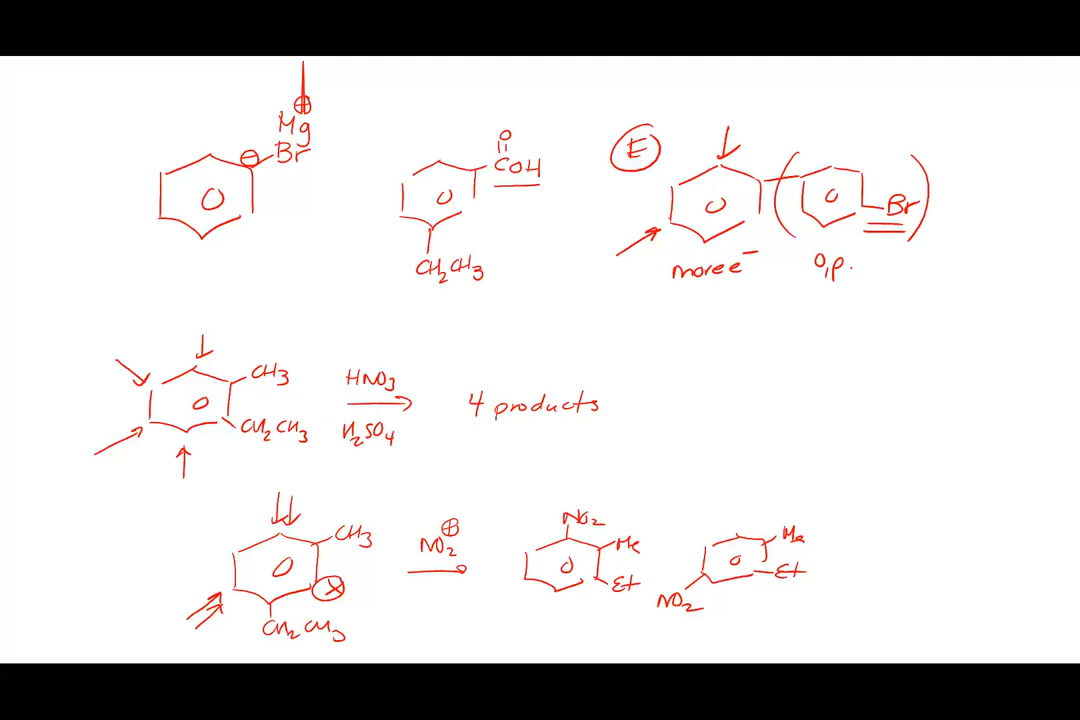 ⊕
Mg
⊖ Br
O
COH
CH2CH3
E
Br
more e⁻
o,p.
CH3
CH2CH3
HNO3
H2SO4
4 products
CH3
CH2CH3
NO2⊕
NO2
Me
Et
Me
Et
NO2